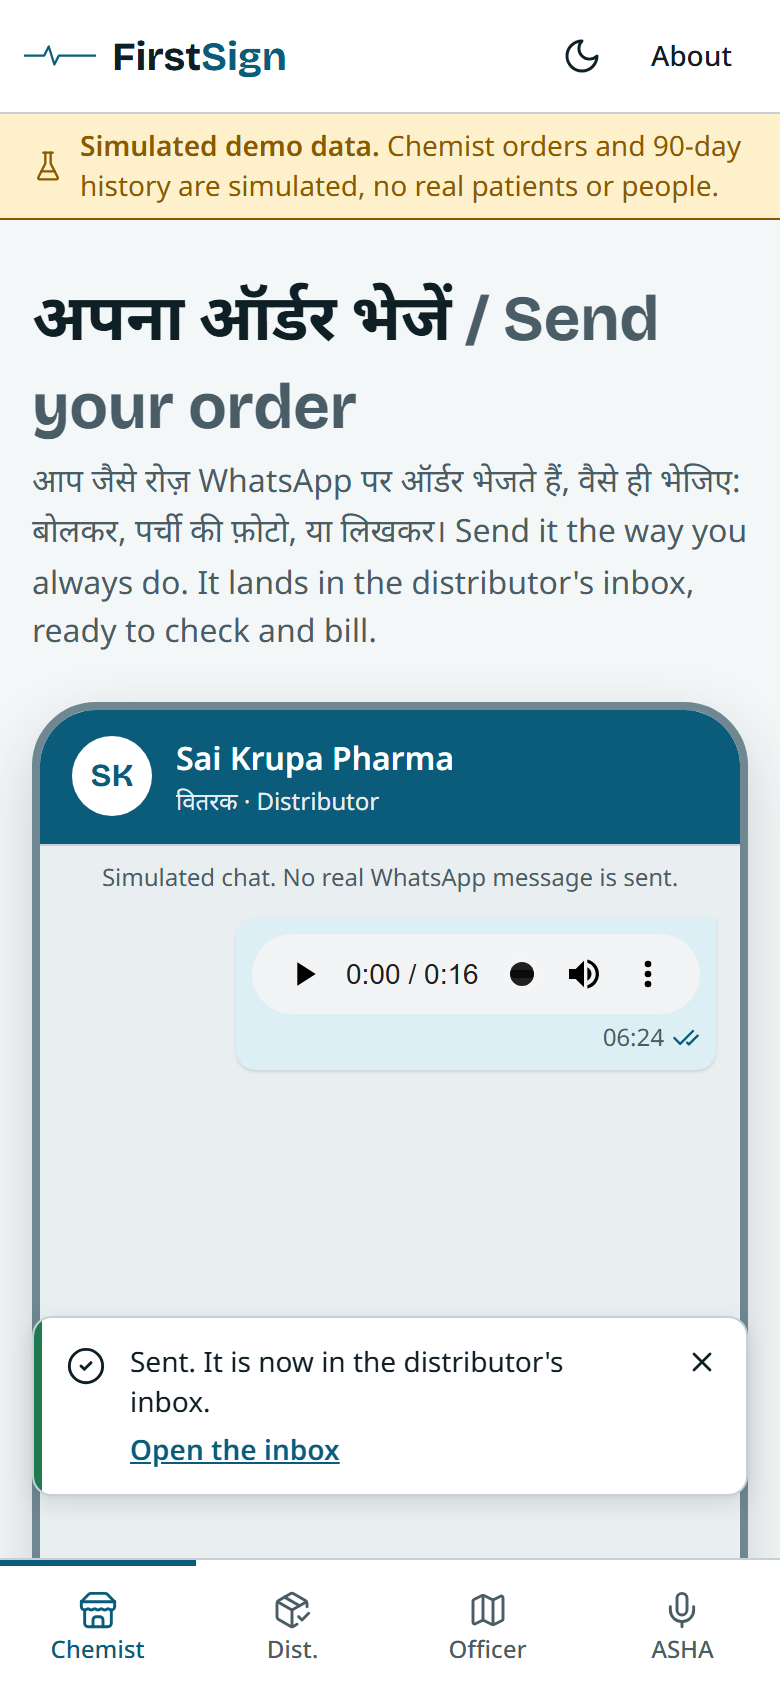 FirstSign
About
Simulated demo data. Chemist orders and 90-day
history are simulated, no real patients or people.
अपना ऑर्डर भेजें / Send
your order
आप जैसे रोज़ WhatsApp पर ऑर्डर भेजते हैं, वैसे ही भेजिए:
बोलकर, पर्ची की फ़ोटो, या लिखकर। Send it the way you
always do. It lands in the distributor's inbox,
ready to check and bill.
SK
Sai Krupa Pharma
वितरक · Distributor
Simulated chat. No real WhatsApp message is sent.
0:00 / 0:16
06:24
Sent. It is now in the distributor's
inbox.
Open the inbox
Chemist
Dist.
Officer
ASHA